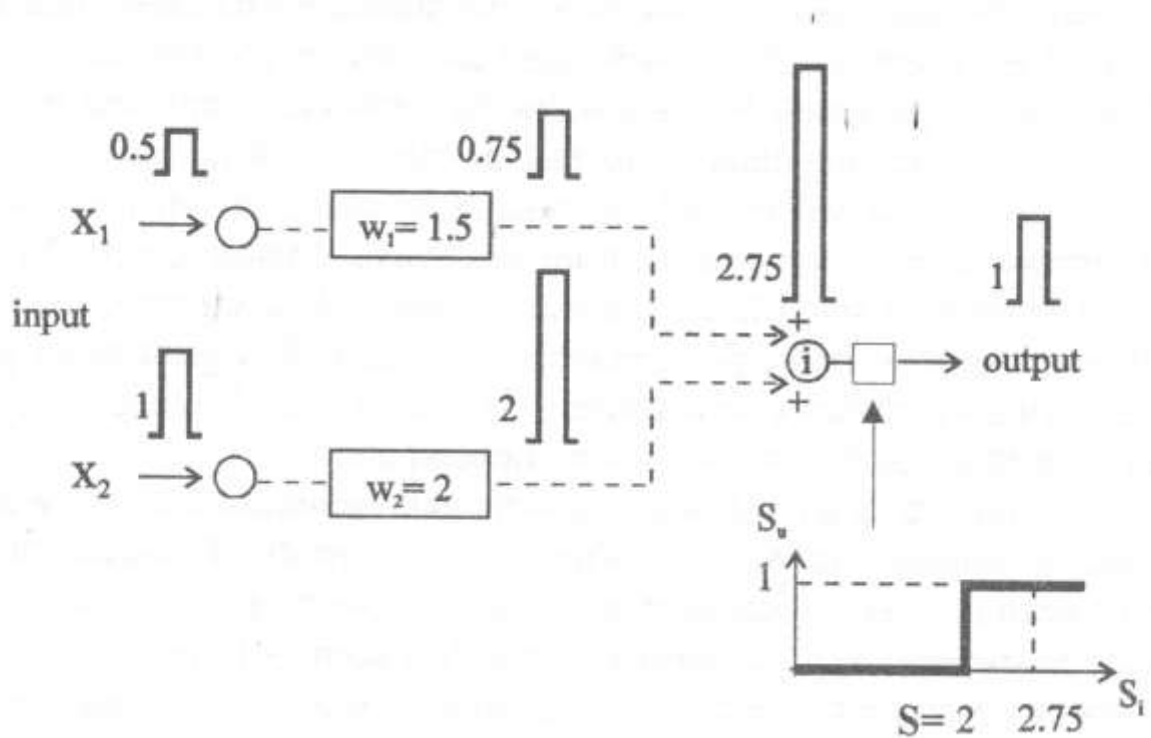 0.5
0.75
X₁
w₁= 1.5
2.75
1
input
i
output
+
+
1
2
X₂
w₂= 2
Sᵤ
1
Sᵢ
S= 2 2.75